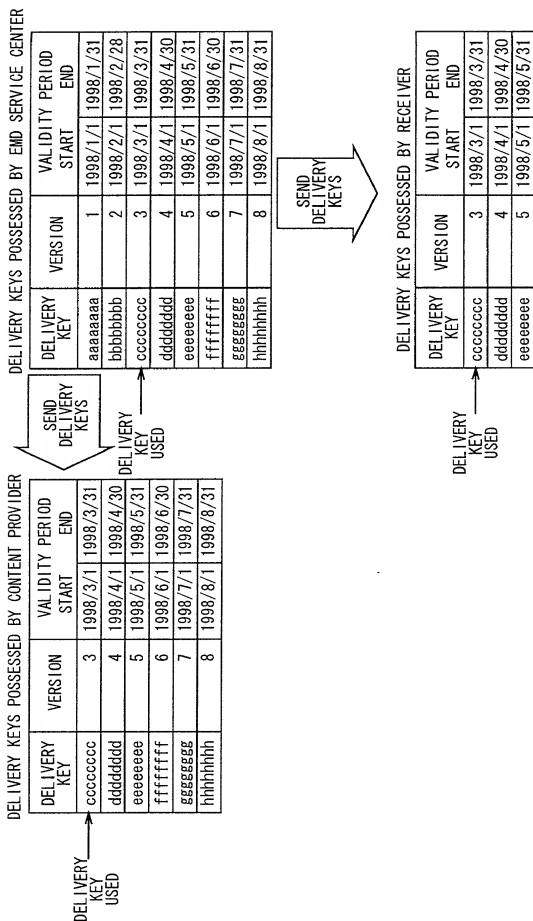 DELIVERY KEYS POSSESSED BY CONTENT PROVIDER
DELIVERY KEY VERSION VALIDITY PERIOD START END
cccccccc 3 1998/3/1 1998/3/31
dddddddd 4 1998/4/1 1998/4/30
eeeeeeee 5 1998/5/1 1998/5/31
ffffffff 6 1998/6/1 1998/6/30
gggggggg 7 1998/7/1 1998/7/31
hhhhhhhh 8 1998/8/1 1998/8/31
DELIVERY KEY USED
SEND DELIVERY KEYS
DELIVERY KEYS POSSESSED BY EMD SERVICE CENTER
DELIVERY KEY VERSION VALIDITY PERIOD START END
aaaaaaaa 1 1998/1/1 1998/1/31
bbbbbbbb 2 1998/2/1 1998/2/28
cccccccc 3 1998/3/1 1998/3/31
dddddddd 4 1998/4/1 1998/4/30
eeeeeeee 5 1998/5/1 1998/5/31
ffffffff 6 1998/6/1 1998/6/30
gggggggg 7 1998/7/1 1998/7/31
hhhhhhhh 8 1998/8/1 1998/8/31
DELIVERY KEY USED
SEND DELIVERY KEYS
DELIVERY KEYS POSSESSED BY RECEIVER
DELIVERY KEY VERSION VALIDITY PERIOD START END
cccccccc 3 1998/3/1 1998/3/31
dddddddd 4 1998/4/1 1998/4/30
eeeeeeee 5 1998/5/1 1998/5/31
DELIVERY KEY USED